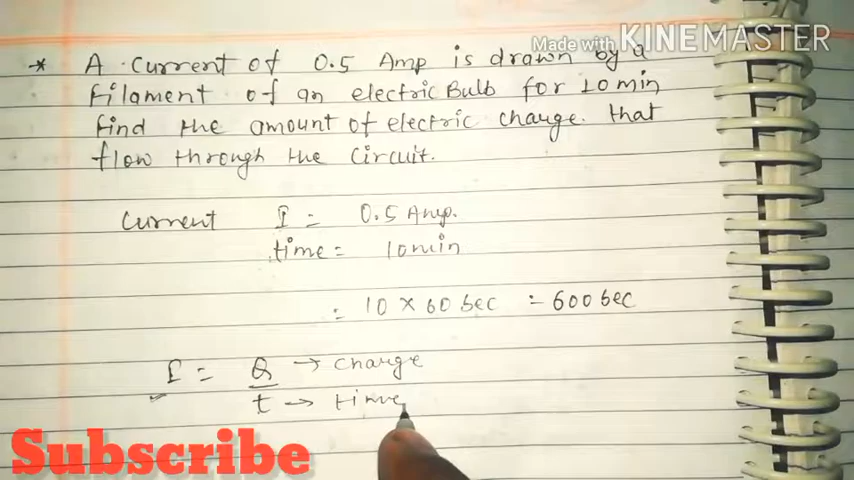 Made with KINEMASTER
* A Current of 0.5 Amp is drawn by a
filament of an electric Bulb for 10 min
find the amount of electric charge. that
flow through the Circuit.
Current I = 0.5 Amp.
time = 10 min
= 10 × 60 Sec = 600 Sec
I = Q → Charge
t → time
Subscribe